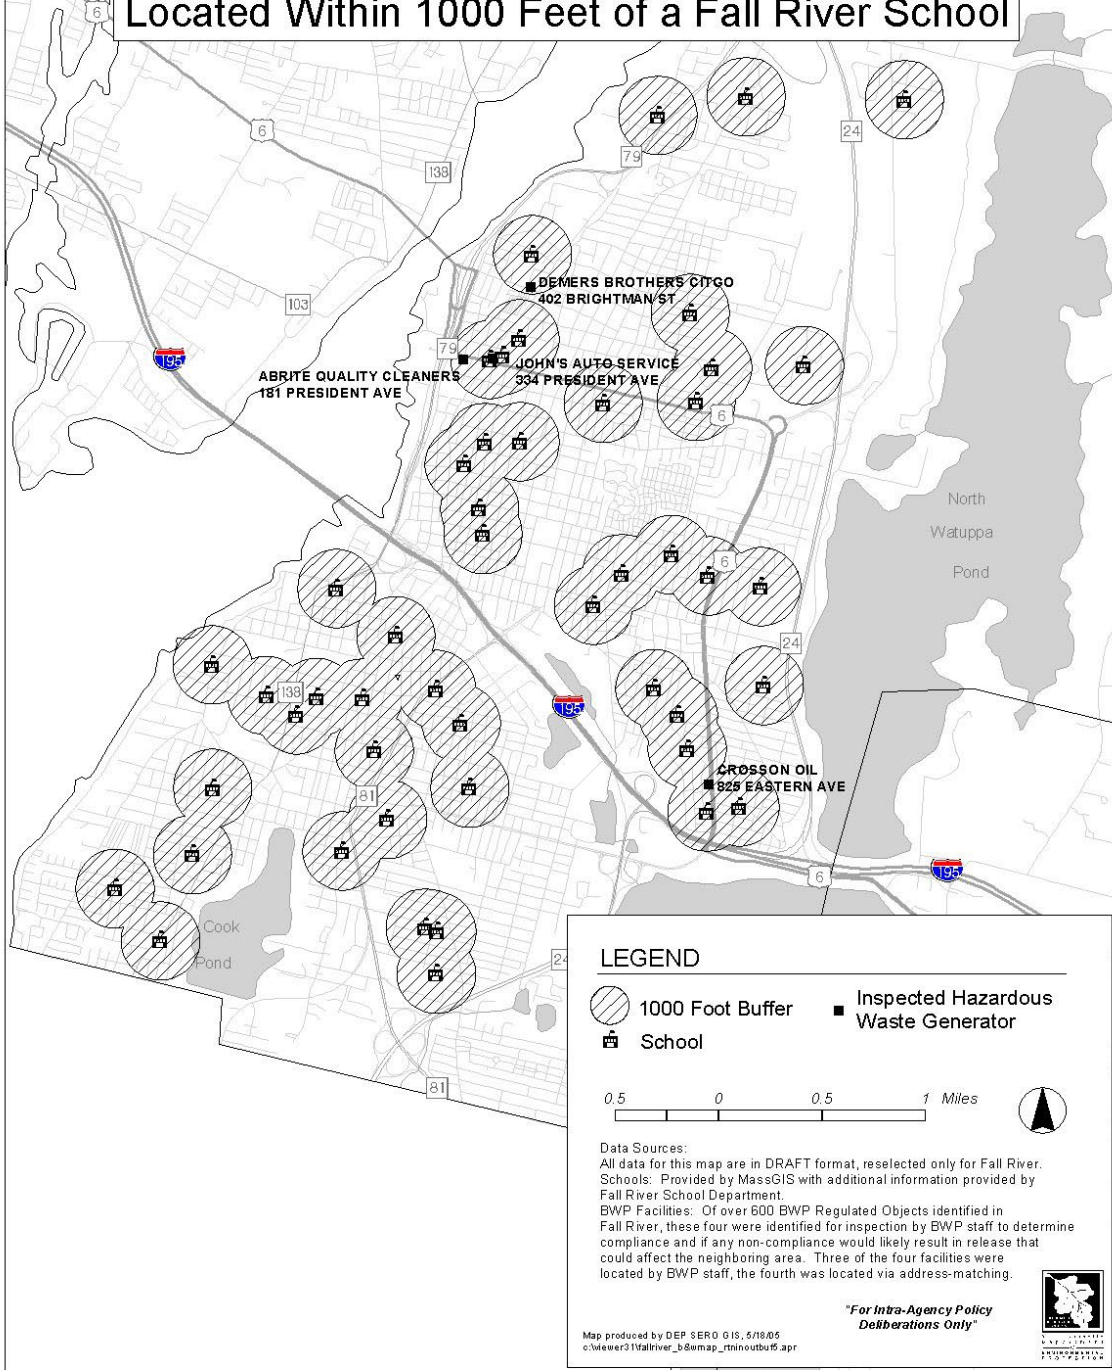 Located Within 1000 Feet of a Fall River School
6
6
24
138
79
DEMERS BROTHERS CITGO
402 BRIGHTMAN ST
103
79
195
JOHN'S AUTO SERVICE
334 PRESIDENT AVE
ABRITE QUALITY CLEANERS
181 PRESIDENT AVE
6
North
Watuppa
Pond
6
24
138
195
CROSSON OIL
825 EASTERN AVE
81
6
195
Cook
Pond
24
81
LEGEND
1000 Foot Buffer
School
Inspected Hazardous
Waste Generator
0.5 0 0.5 1 Miles
Data Sources:
All data for this map are in DRAFT format, reselected only for Fall River.
Schools: Provided by MassGIS with additional information provided by
Fall River School Department.
BWP Facilities: Of over 600 BWP Regulated Objects identified in
Fall River, these four were identified for inspection by BWP staff to determine
compliance and if any non-compliance would likely result in release that
could affect the neighboring area. Three of the four facilities were
located by BWP staff, the fourth was located via address-matching.
"For Intra-Agency Policy
Deliberations Only"
Map produced by DEP SERO GIS, 5/18/05